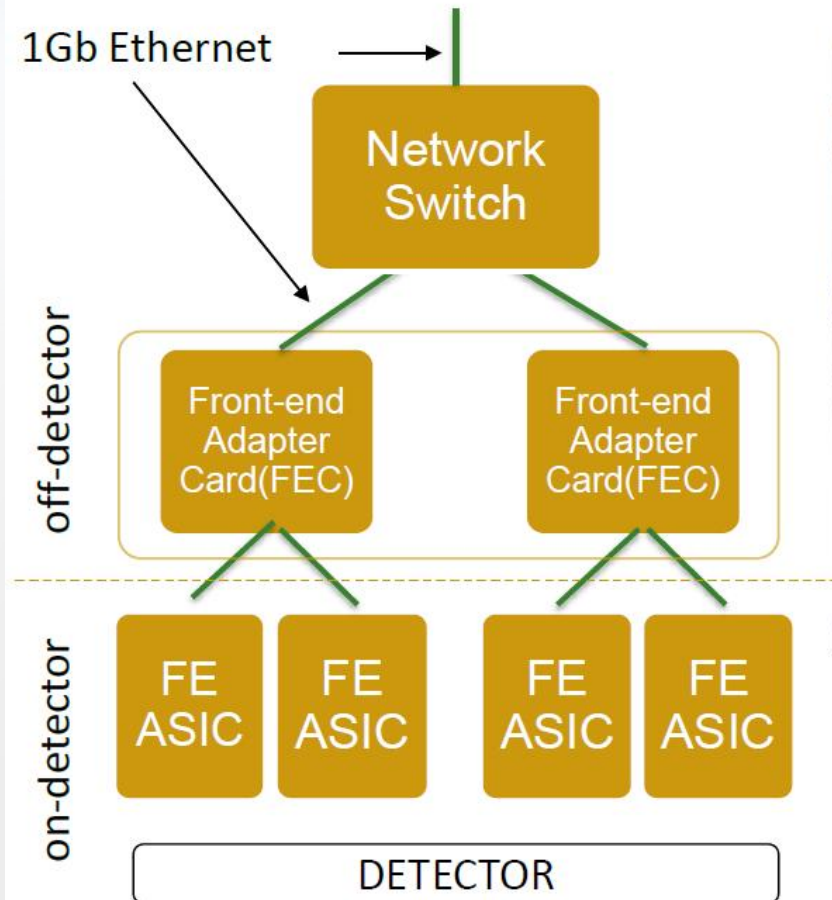 1Gb Ethernet
Network
Switch
off-detector
Front-end
Adapter
Card(FEC)
Front-end
Adapter
Card(FEC)
on-detector
FE
ASIC
FE
ASIC
FE
ASIC
FE
ASIC
DETECTOR